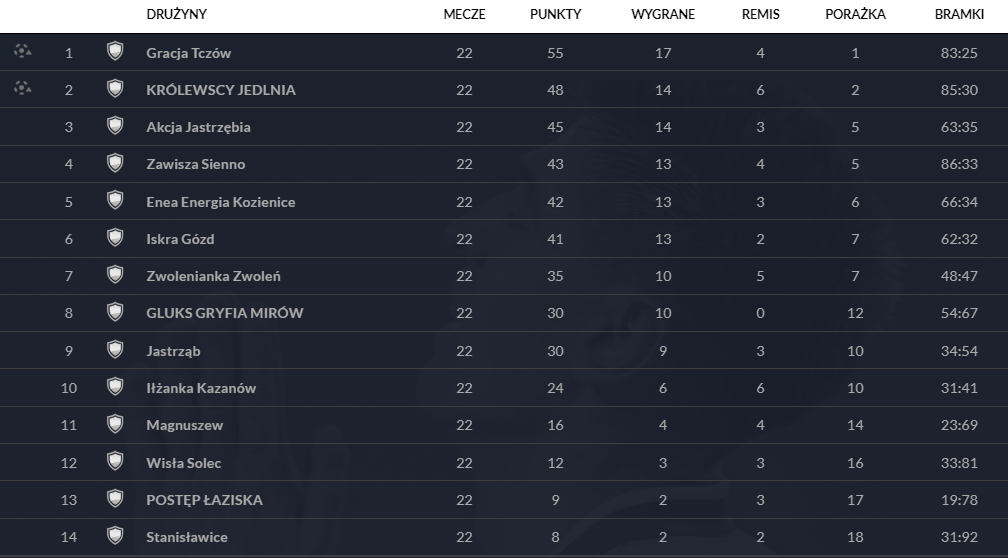 DRUŻYNY MECZE PUNKTY WYGRANE REMIS PORAŻKA BRAMKI
1 Gracja Tczów 22 55 17 4 1 83:25
2 KRÓLEWSCY JEDLNIA 22 48 14 6 2 85:30
3 Akcja Jastrzębia 22 45 14 3 5 63:35
4 Zawisza Sienno 22 43 13 4 5 86:33
5 Enea Energia Kozienice 22 42 13 3 6 66:34
6 Iskra Gózd 22 41 13 2 7 62:32
7 Zwolenianka Zwoleń 22 35 10 5 7 48:47
8 GLUKS GRYFIA MIRÓW 22 30 10 0 12 54:67
9 Jastrząb 22 30 9 3 10 34:54
10 Iłżanka Kazanów 22 24 6 6 10 31:41
11 Magnuszew 22 16 4 4 14 23:69
12 Wisła Solec 22 12 3 3 16 33:81
13 POSTĘP ŁAZISKA 22 9 2 3 17 19:78
14 Stanisławice 22 8 2 2 18 31:92